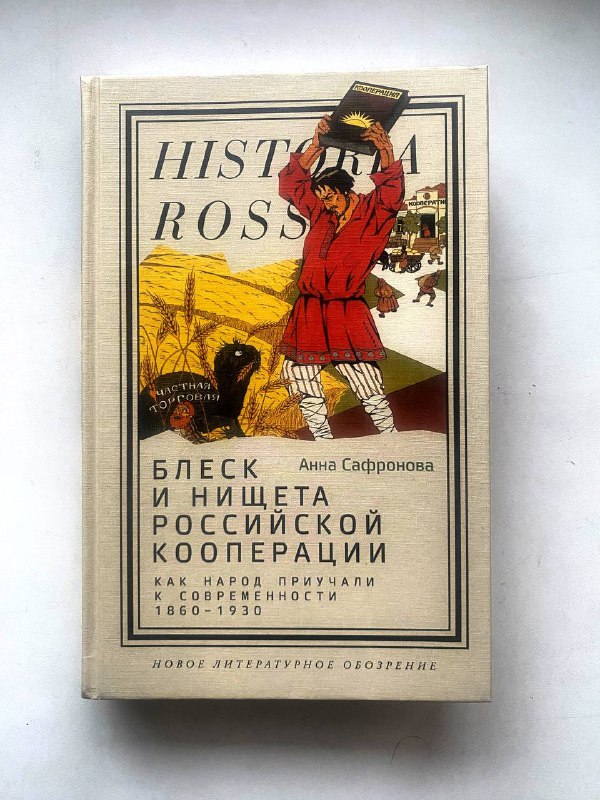 КООПЕРАЦИЯ
HISTORIA
ROSS
КООПЕРАТИ
ЧАСТНАЯ
ТОРГОВЛЯ
Анна Сафронова
БЛЕСК
И НИЩЕТА
РОССИЙСКОЙ
КООПЕРАЦИИ
КАК НАРОД ПРИУЧАЛИ
К СОВРЕМЕННОСТИ
1860–1930
НОВОЕ ЛИТЕРАТУРНОЕ ОБОЗРЕНИЕ